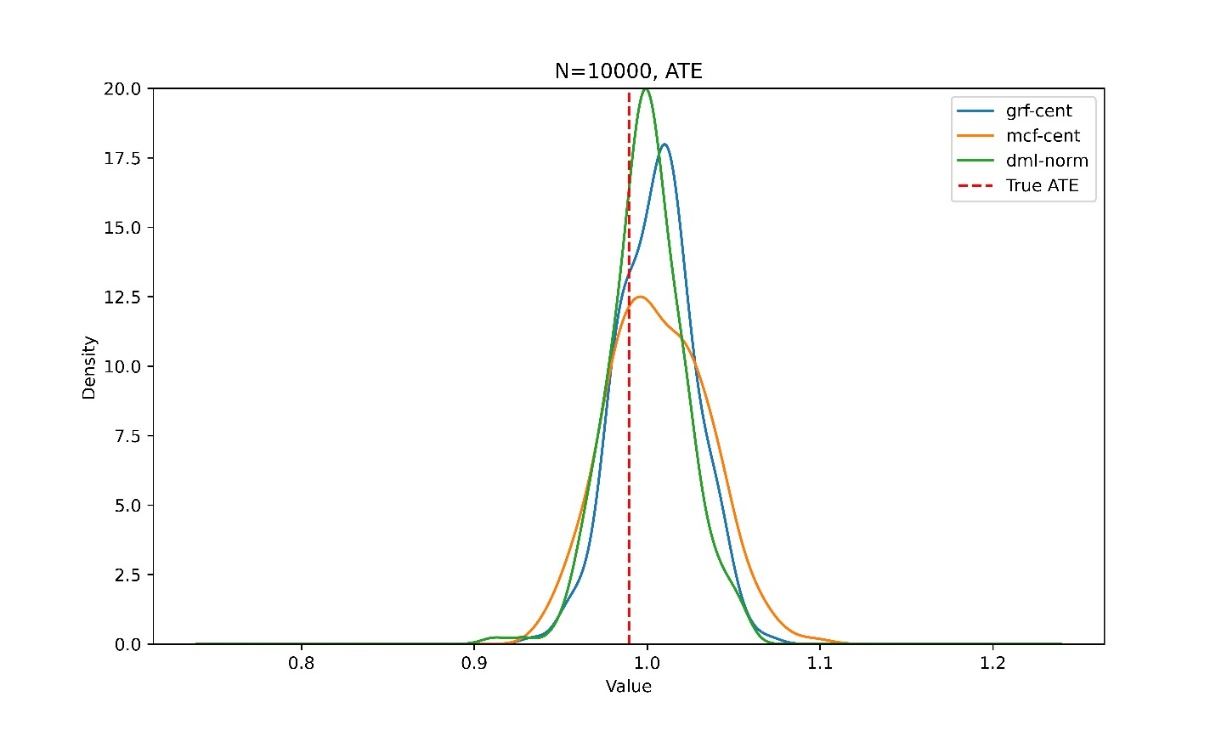 N=10000, ATE
grf-cent
mcf-cent
dml-norm
True ATE
20.0
17.5
15.0
12.5
10.0
7.5
5.0
2.5
0.0
Density
0.8 0.9 1.0 1.1 1.2
Value